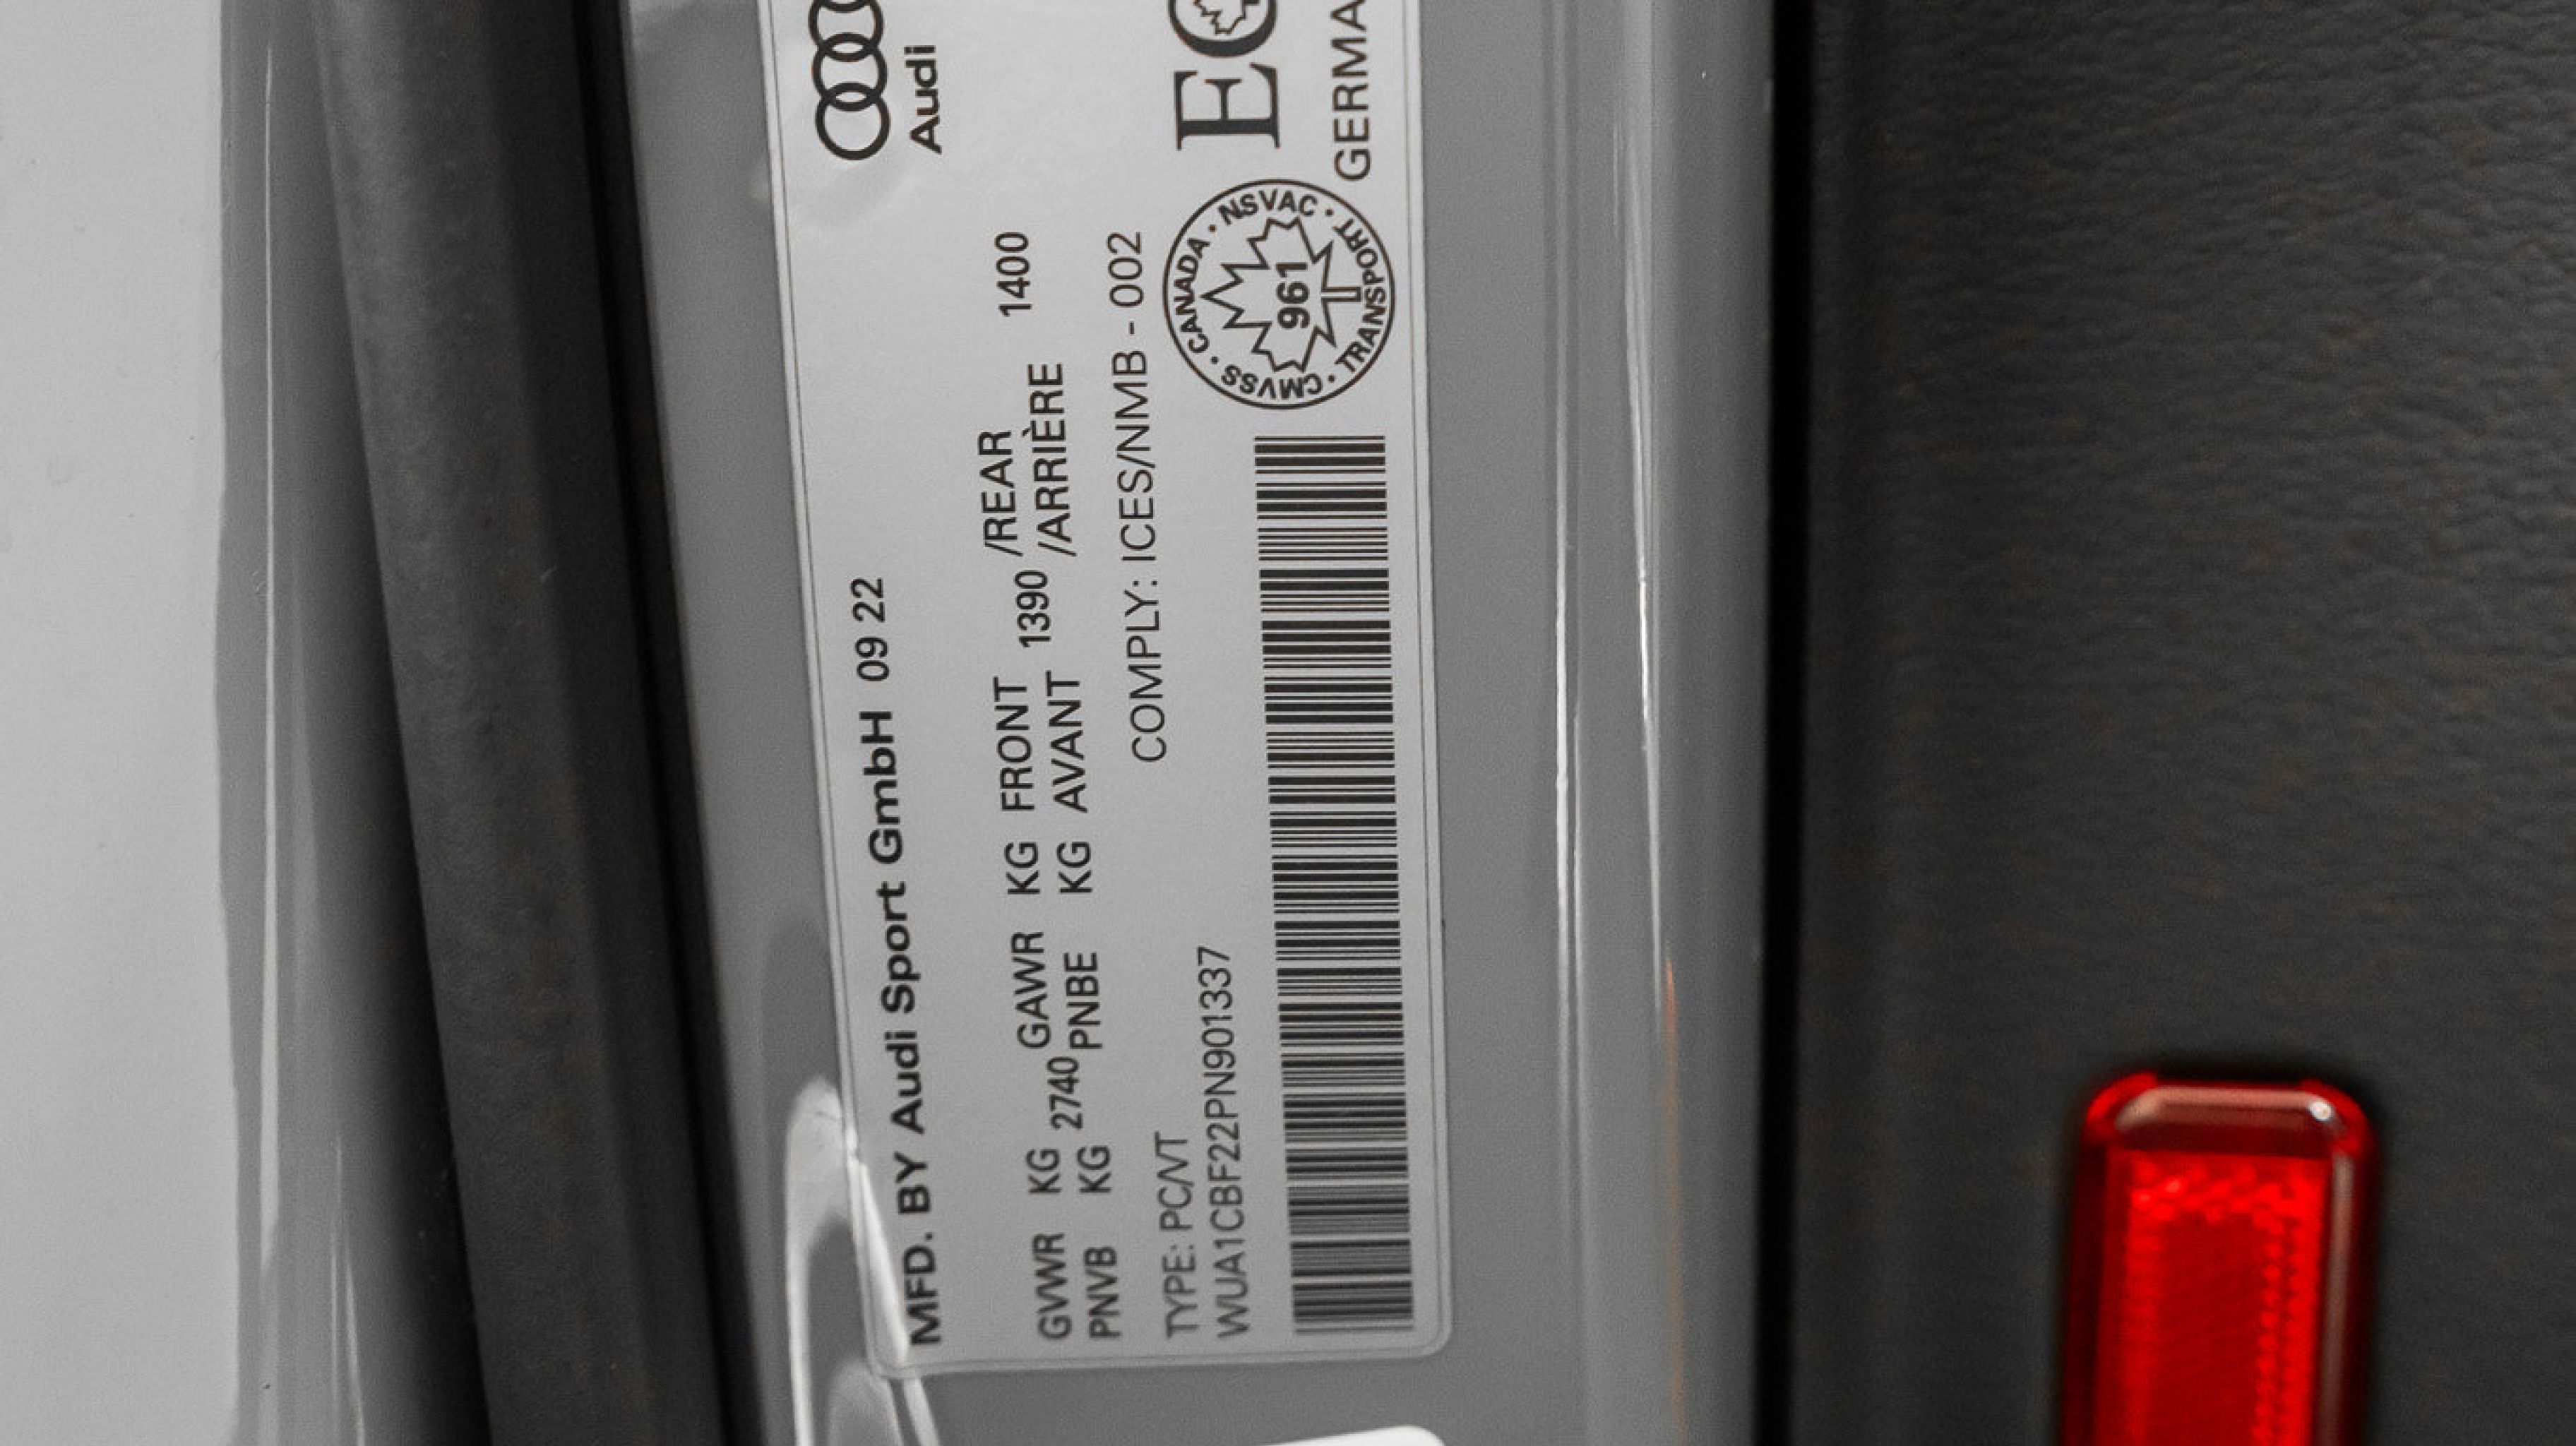 MFD. BY Audi Sport GmbH 09 22
Audi
GVWR KG 2740 GAWR KG FRONT 1390 /REAR 1400
PNVB KG PNBE KG AVANT /ARRIÈRE
COMPLY: ICES/NMB - 002
TYPE: PC/VT
WUA1CBF22PN901337
CMVSS • CANADA • NSVAC • TRANSPORT •
961